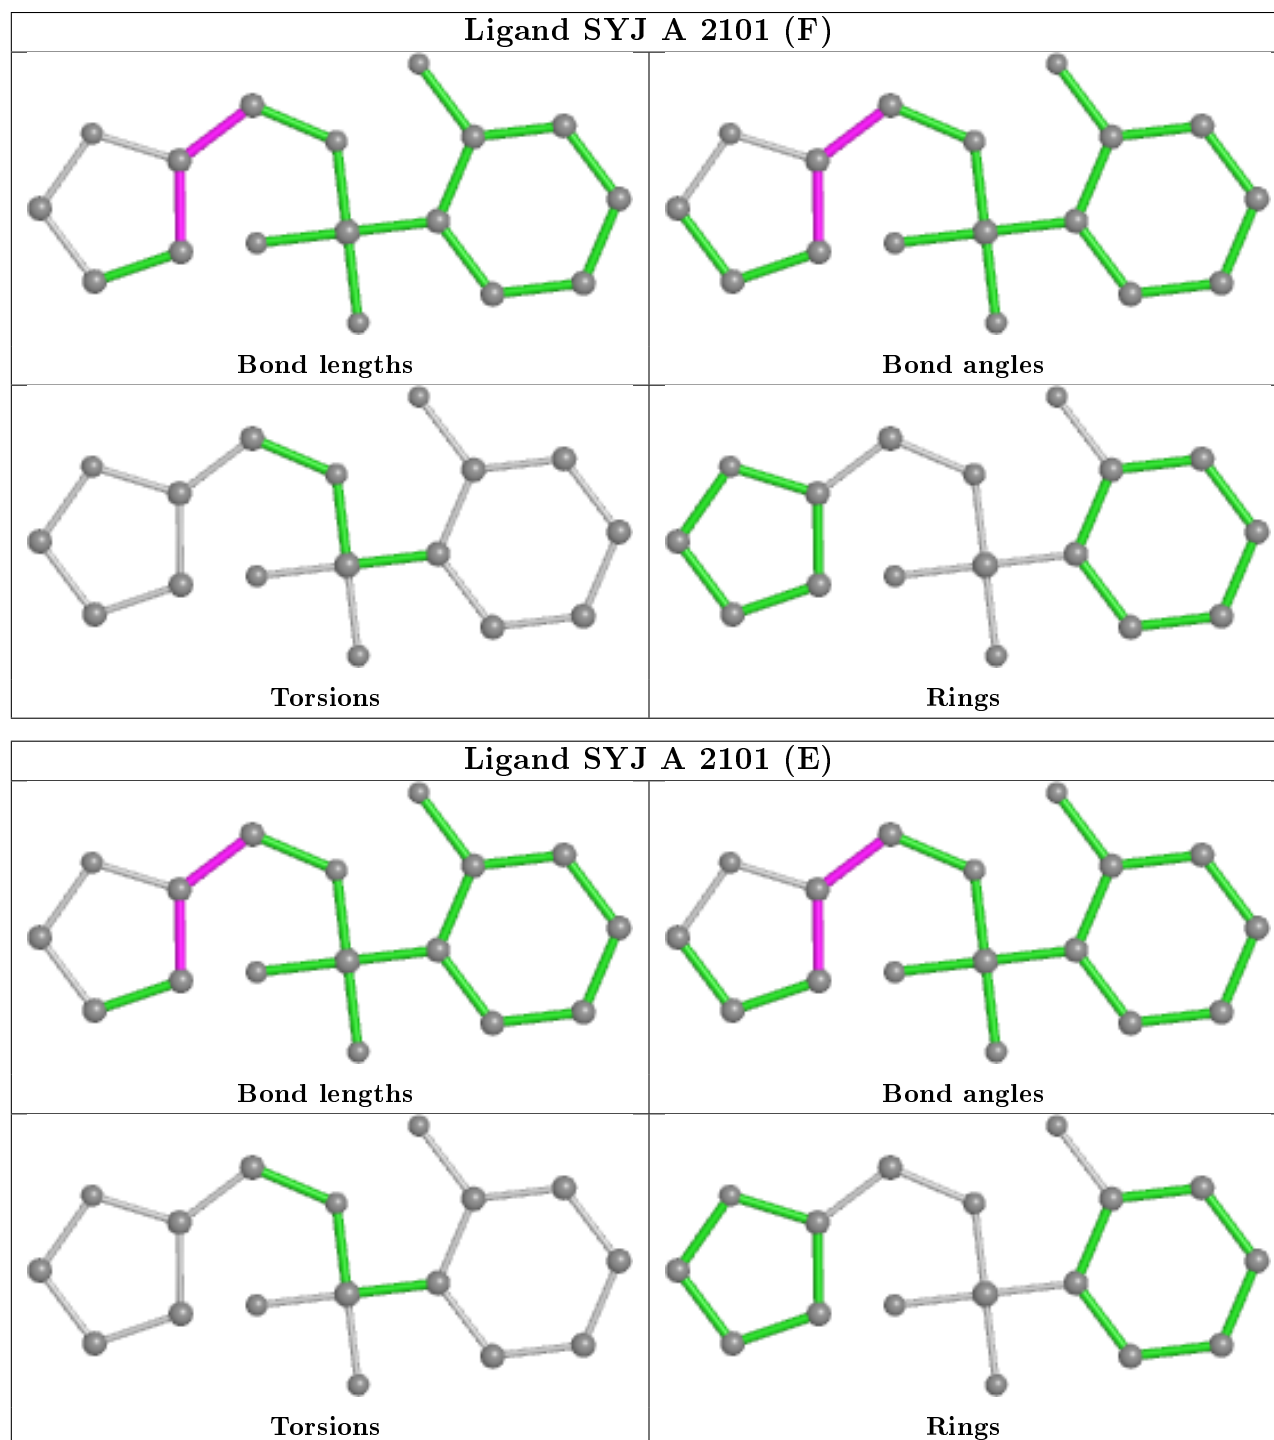 Ligand SYJ A 2101 (F)
Bond lengths
Bond angles
Torsions
Rings
Ligand SYJ A 2101 (E)
Bond lengths
Bond angles
Torsions
Rings